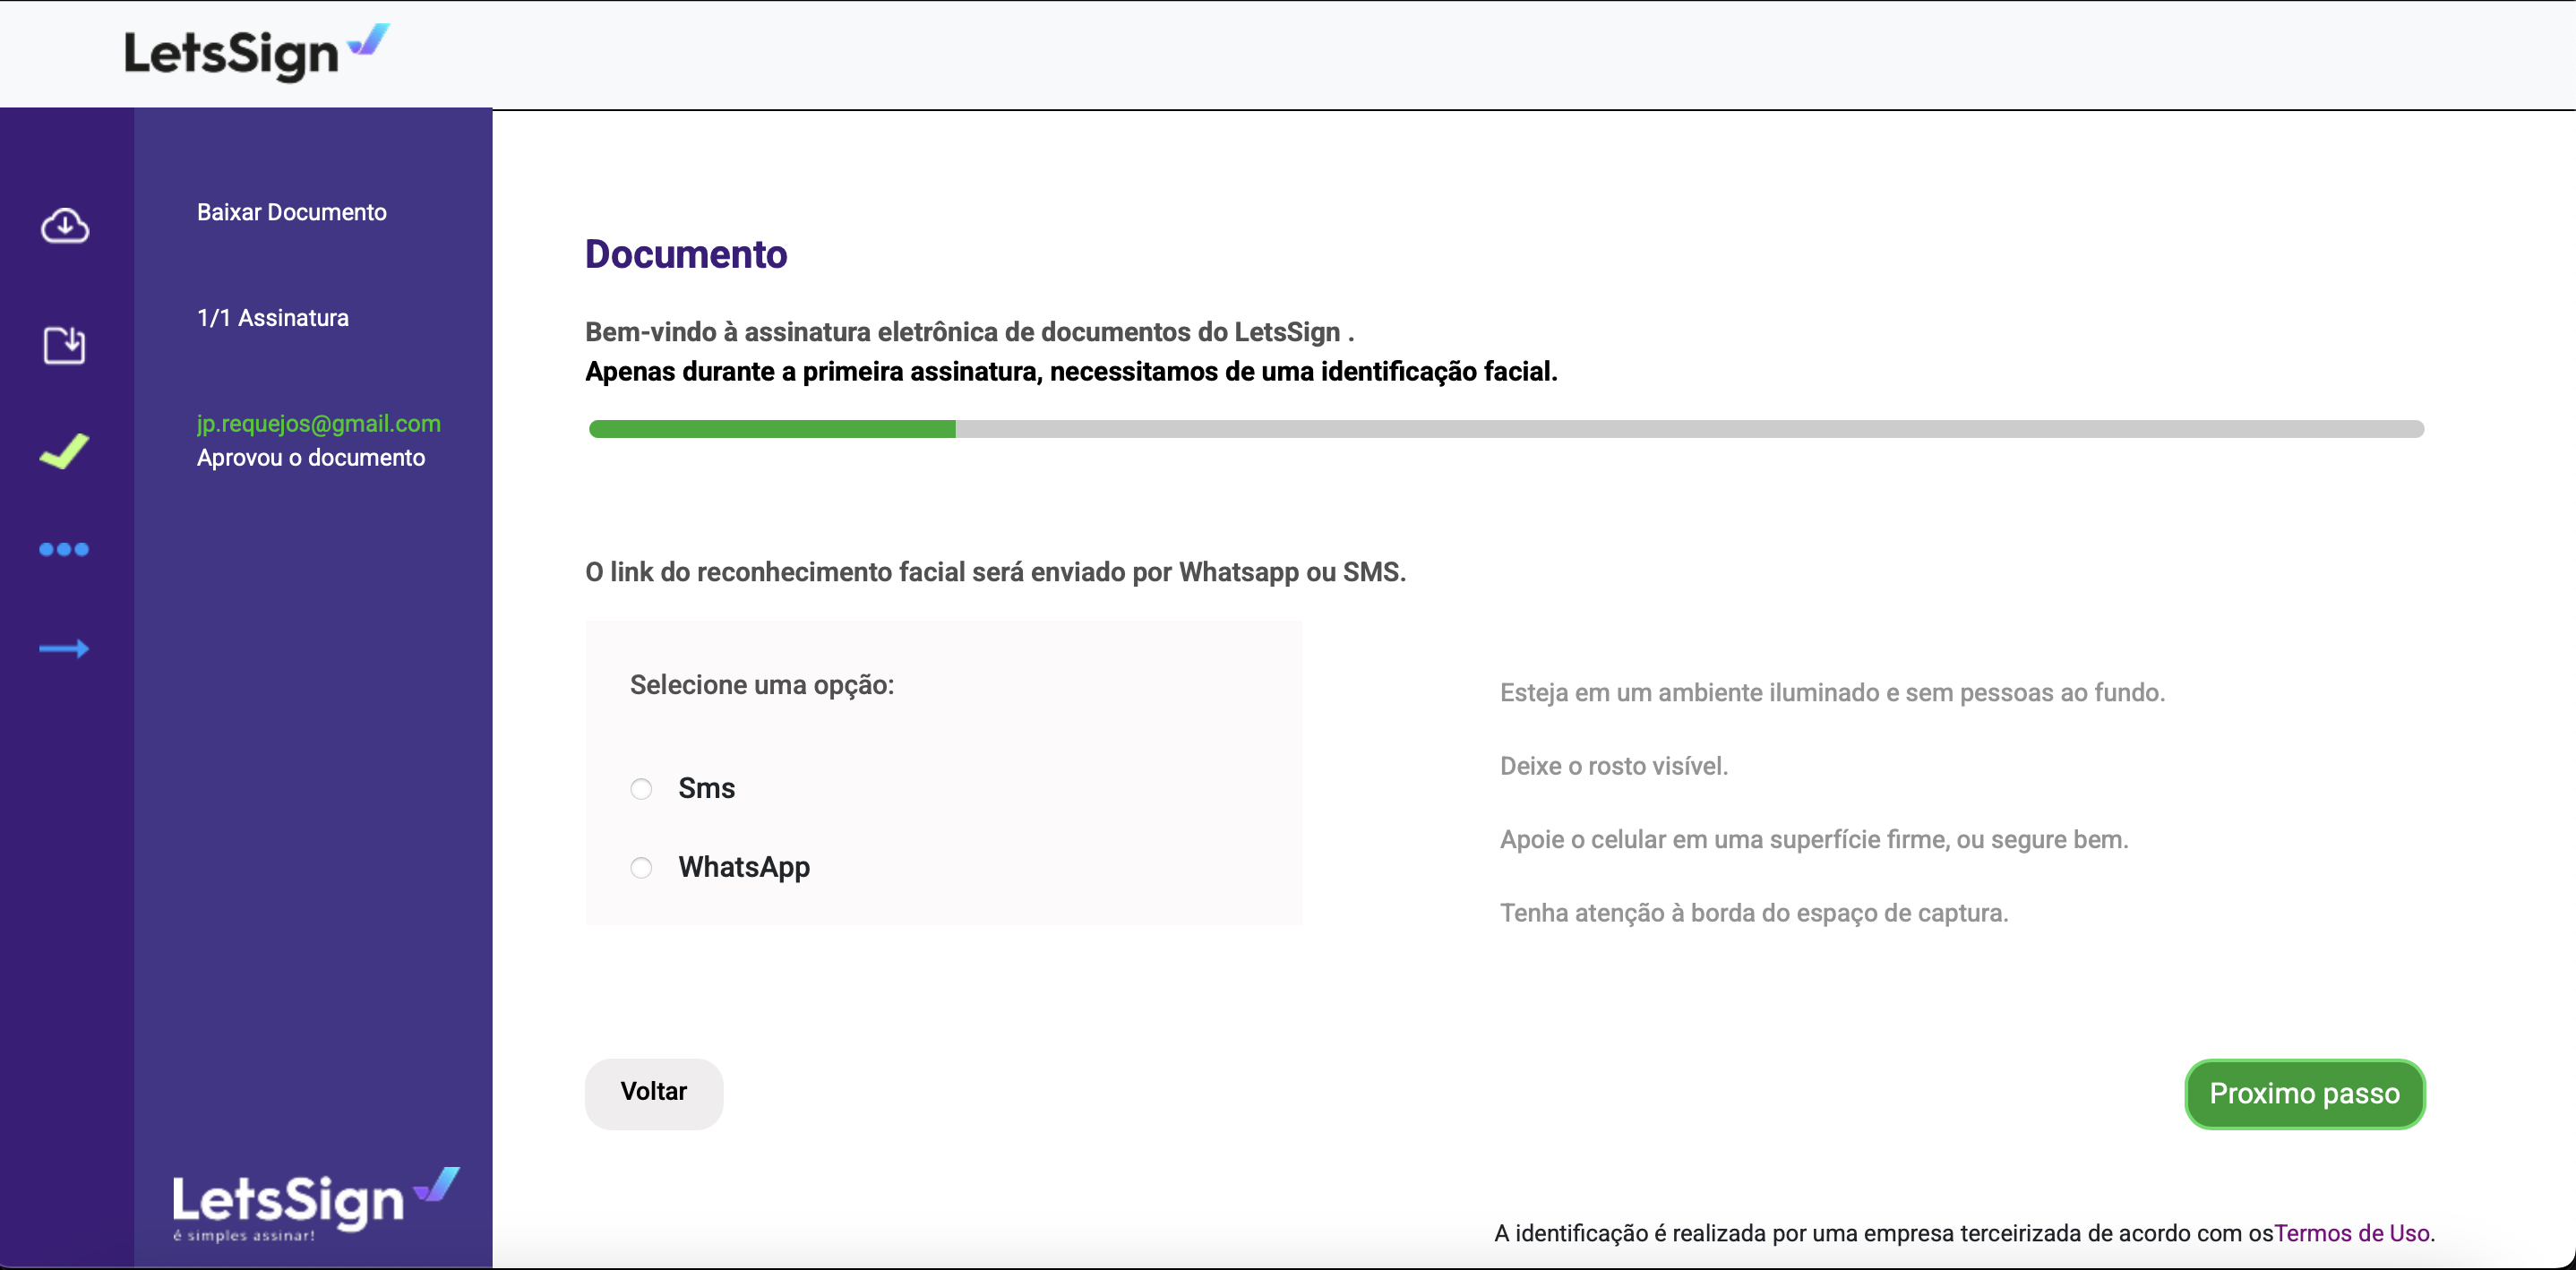 LetsSign
Baixar Documento
1/1 Assinatura
jp.requejos@gmail.com
Aprovou o documento
LetsSign
é simples assinar!
Documento
Bem-vindo à assinatura eletrônica de documentos do LetsSign .
Apenas durante a primeira assinatura, necessitamos de uma identificação facial.
O link do reconhecimento facial será enviado por Whatsapp ou SMS.
Selecione uma opção:
Sms
WhatsApp
Esteja em um ambiente iluminado e sem pessoas ao fundo.
Deixe o rosto visível.
Apoie o celular em uma superfície firme, ou segure bem.
Tenha atenção à borda do espaço de captura.
Voltar
Proximo passo
A identificação é realizada por uma empresa terceirizada de acordo com osTermos de Uso.